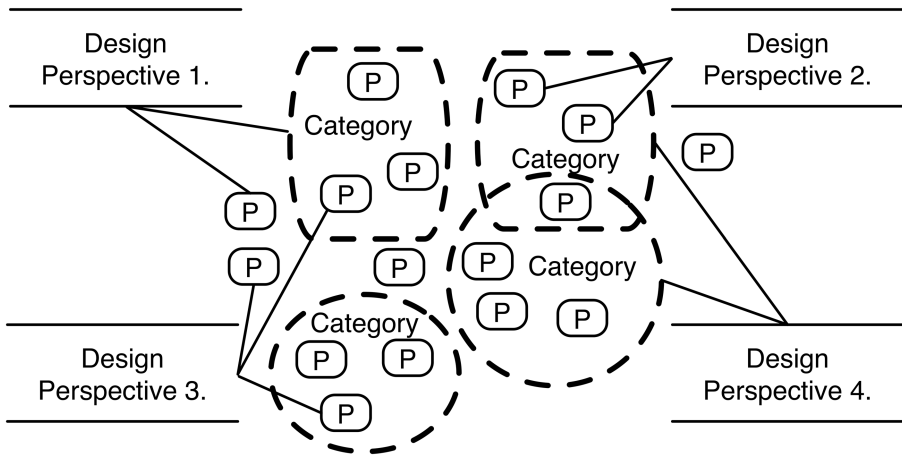 Design
Perspective 1.
P
Category
P
P
P
Category
P
P
Design
Perspective 2.
P
P
P
P
P
Category
P
P
Category
P
P
P
Design
Perspective 3.
Design
Perspective 4.